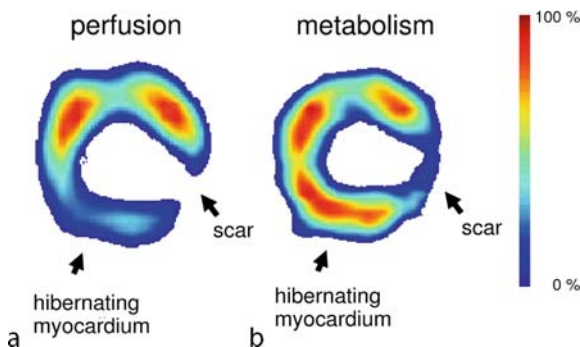 perfusion
metabolism
100 %
scar
scar
0 %
hibernating
myocardium
hibernating
myocardium
a
b